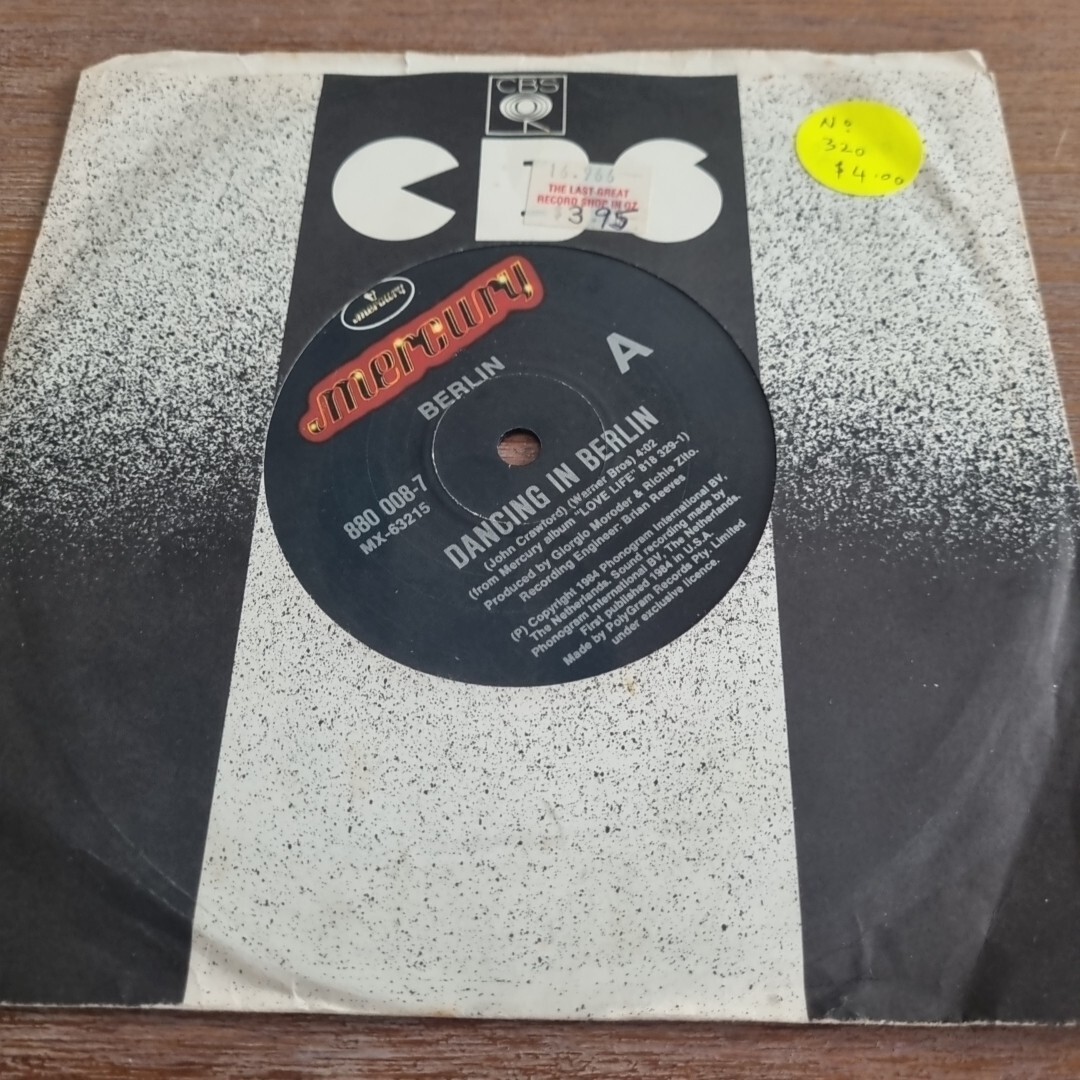 CBS
CBS
16.966
THE LAST GREAT
RECORD SHOP IN OZ
$3.95
No
320
$4.00
mercury
mercury
BERLIN
A
880 008-7
MX-63215
DANCING IN BERLIN
(John Crawford) (Warner Bros) 4:02
(from Mercury album "LOVE LIFE" 818 329-1)
Produced by Giorgio Moroder & Richie Zito.
Recording Engineer: Brian Reeves
(P) Copyright 1984 Phonogram International BV,
The Netherlands. Sound recording made by
Phonogram International BV, The Netherlands.
First published 1984 in U.S.A.
Made by PolyGram Records Pty. Limited
under exclusive licence.